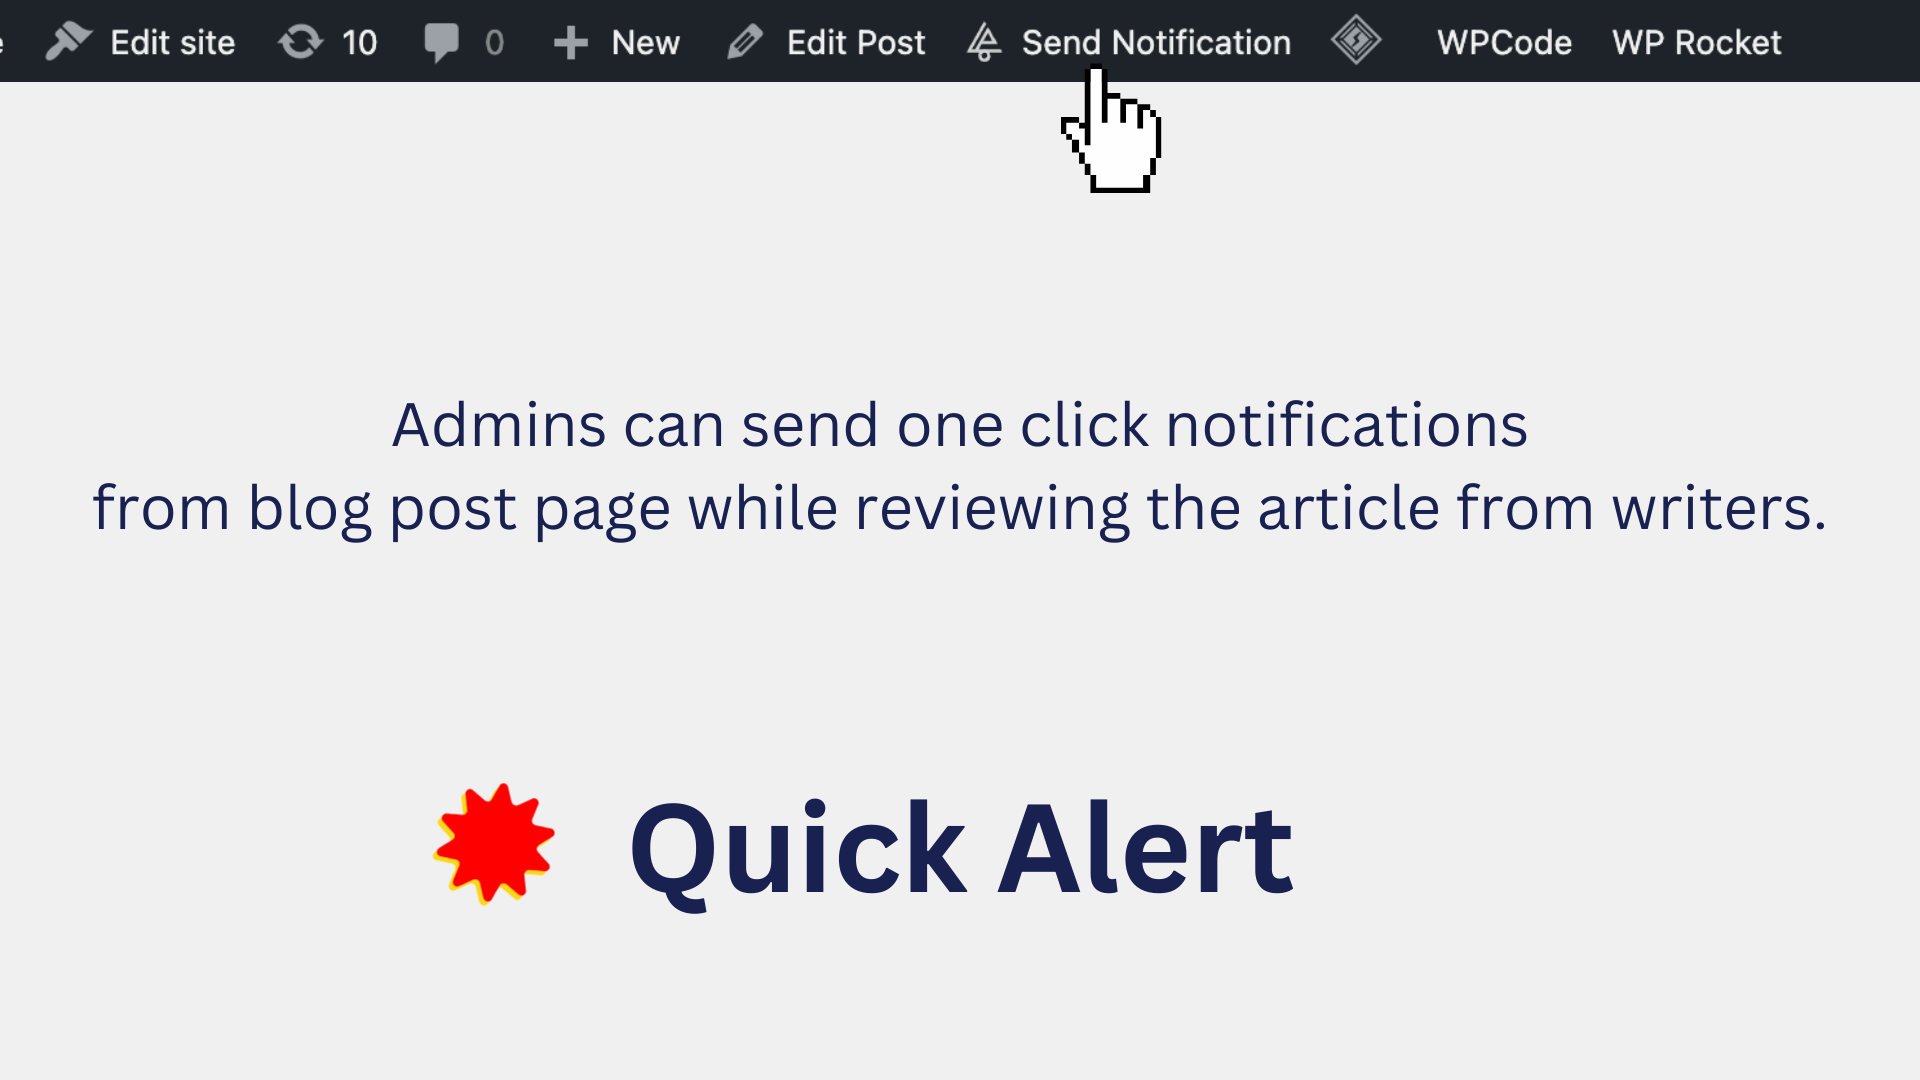 Edit site 10 0 New Edit Post Send Notification WPCode WP Rocket
Admins can send one click notifications
from blog post page while reviewing the article from writers.
Quick Alert